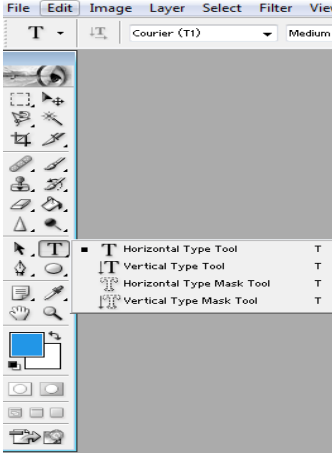 File Edit Image Layer Select Filter View
T T Courier (T1) Medium
T
T Horizontal Type Tool T
T Vertical Type Tool T
T Horizontal Type Mask Tool T
T Vertical Type Mask Tool T